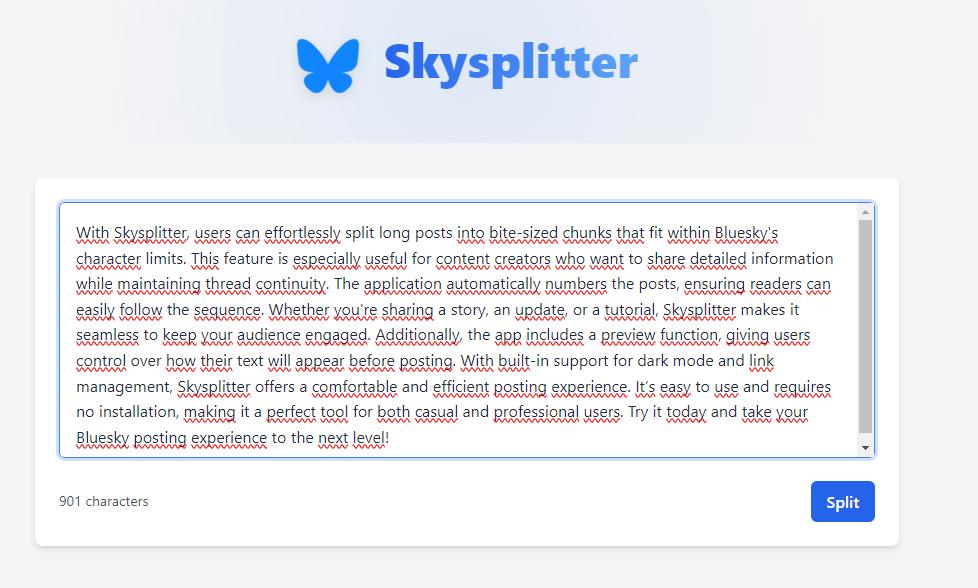 Skysplitter
With Skysplitter, users can effortlessly split long posts into bite-sized chunks that fit within Bluesky's
character limits. This feature is especially useful for content creators who want to share detailed information
while maintaining thread continuity. The application automatically numbers the posts, ensuring readers can
easily follow the sequence. Whether you're sharing a story, an update, or a tutorial, Skysplitter makes it
seamless to keep your audience engaged. Additionally, the app includes a preview function, giving users
control over how their text will appear before posting. With built-in support for dark mode and link
management, Skysplitter offers a comfortable and efficient posting experience. It’s easy to use and requires
no installation, making it a perfect tool for both casual and professional users. Try it today and take your
Bluesky posting experience to the next level!
901 characters
Split